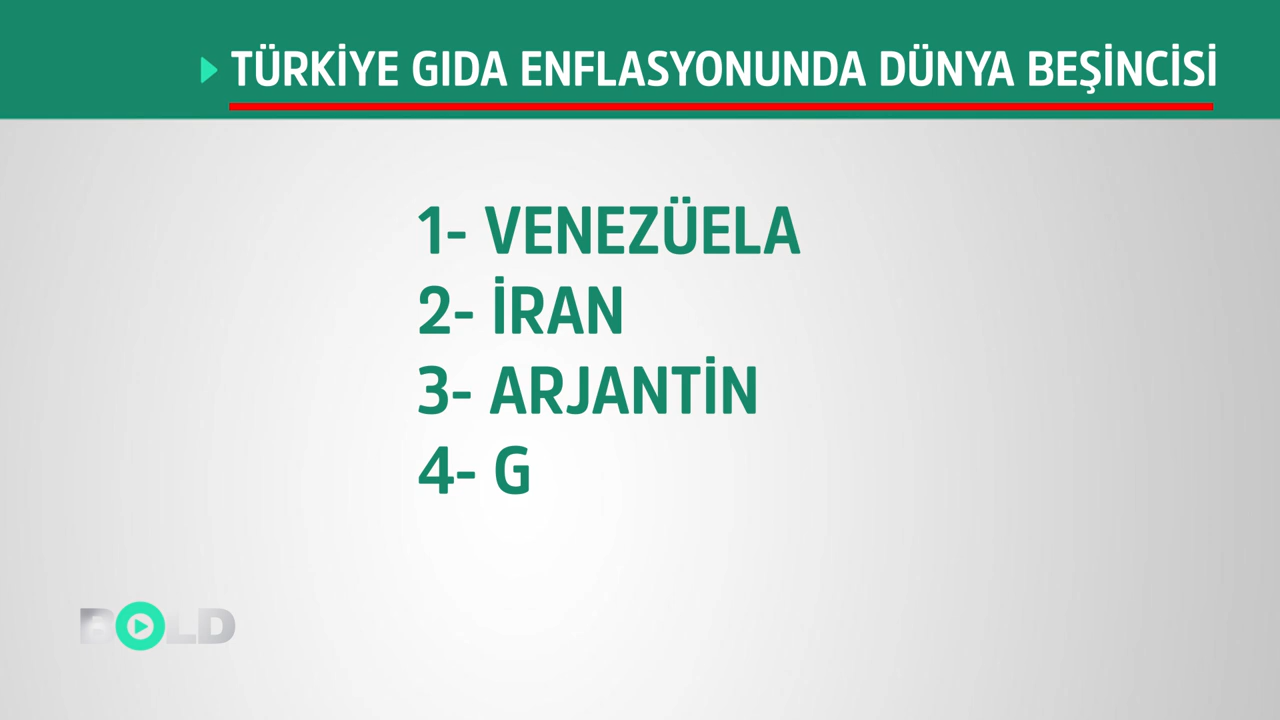 TÜRKİYE GIDA ENFLASYONUNDA DÜNYA BEŞİNCİSİ
1- VENEZÜELA
2- İRAN
3- ARJANTİN
4- G
BOLD